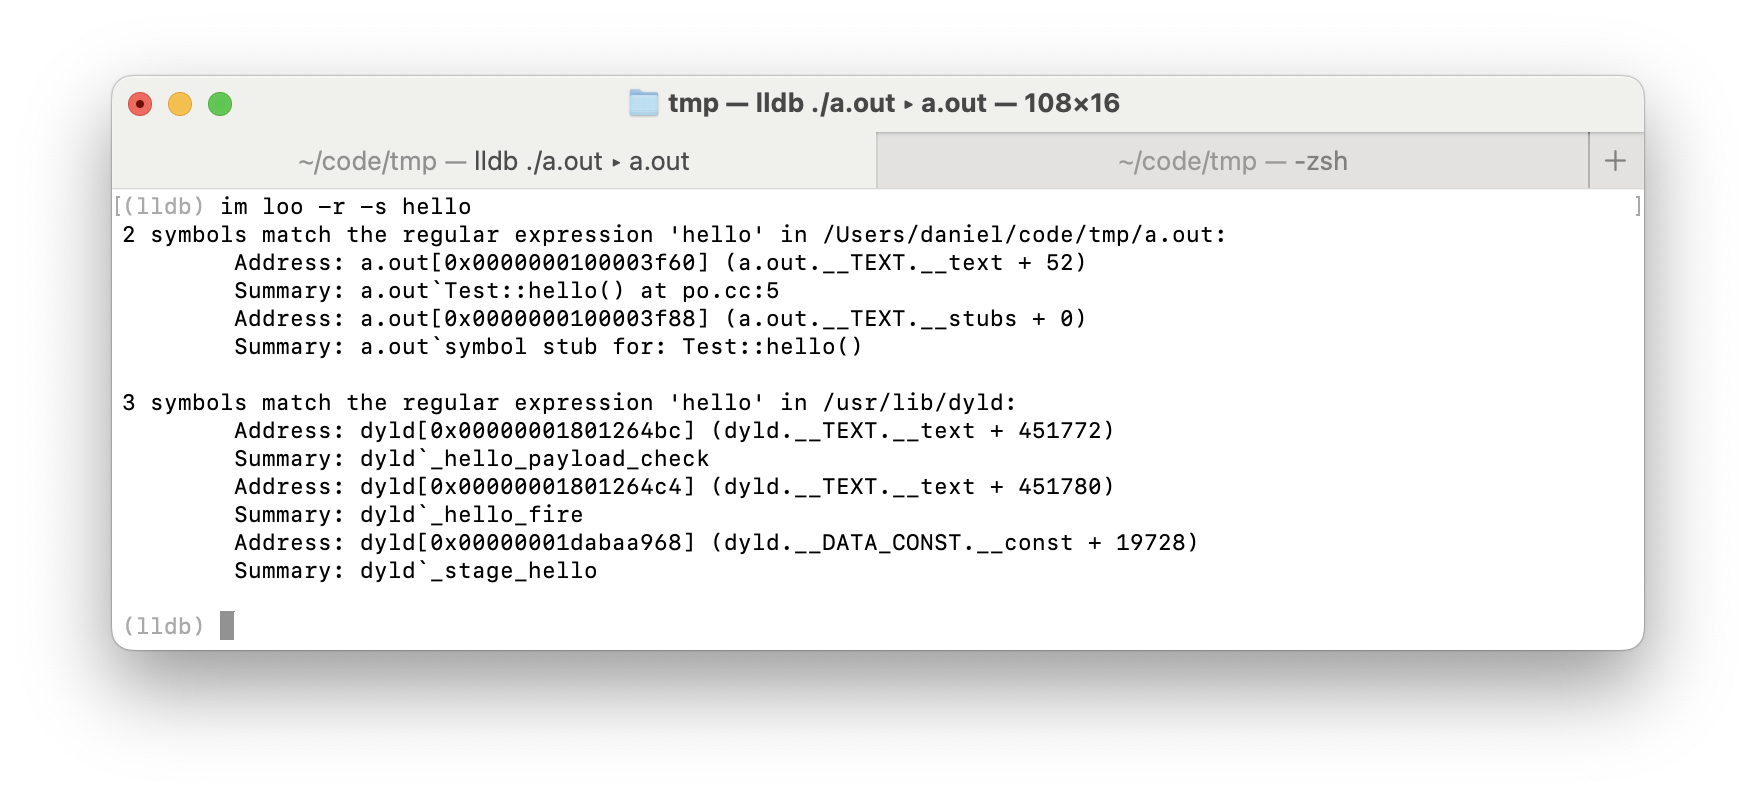 tmp — lldb ./a.out ▸ a.out — 108×16
~/code/tmp — lldb ./a.out ▸ a.out
~/code/tmp — -zsh
+
[(lldb) im loo -r -s hello]
2 symbols match the regular expression 'hello' in /Users/daniel/code/tmp/a.out:
        Address: a.out[0x0000000100003f60] (a.out.__TEXT.__text + 52)
        Summary: a.out`Test::hello() at po.cc:5
        Address: a.out[0x0000000100003f88] (a.out.__TEXT.__stubs + 0)
        Summary: a.out`symbol stub for: Test::hello()
3 symbols match the regular expression 'hello' in /usr/lib/dyld:
        Address: dyld[0x00000001801264bc] (dyld.__TEXT.__text + 451772)
        Summary: dyld`_hello_payload_check
        Address: dyld[0x00000001801264c4] (dyld.__TEXT.__text + 451780)
        Summary: dyld`_hello_fire
        Address: dyld[0x00000001dabaa968] (dyld.__DATA_CONST.__const + 19728)
        Summary: dyld`_stage_hello
(lldb)